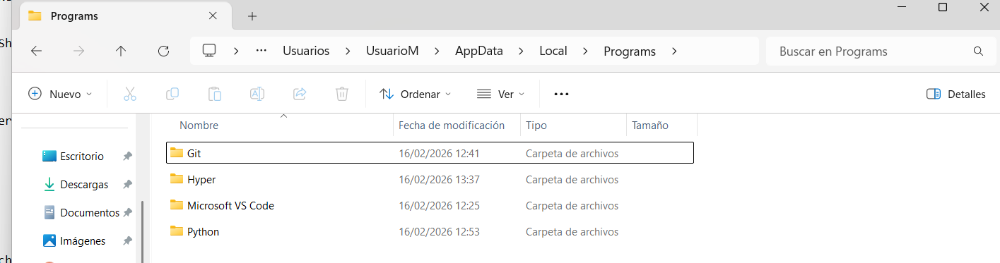 Programs
Sh
Usuarios > UsuarioM > AppData > Local > Programs >
Buscar en Programs
Nuevo
Ordenar
Ver
Detalles
er
Nombre Fecha de modificación Tipo Tamaño
Escritorio
Descargas
Documentos
Imágenes
Git 16/02/2026 12:41 Carpeta de archivos
Hyper 16/02/2026 13:37 Carpeta de archivos
Microsoft VS Code 16/02/2026 12:25 Carpeta de archivos
Python 16/02/2026 12:53 Carpeta de archivos
ch